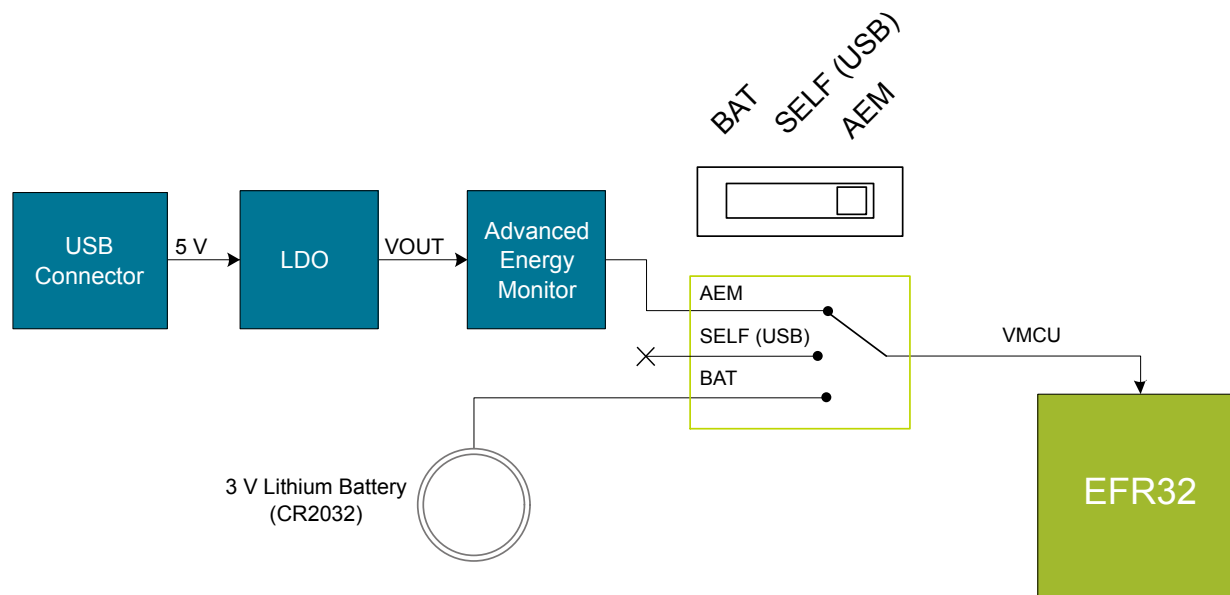 BAT
SELF (USB)
AEM
USB
Connector
5 V
LDO
VOUT
Advanced
Energy
Monitor
AEM
SELF (USB)
BAT
VMCU
3 V Lithium Battery
(CR2032)
EFR32